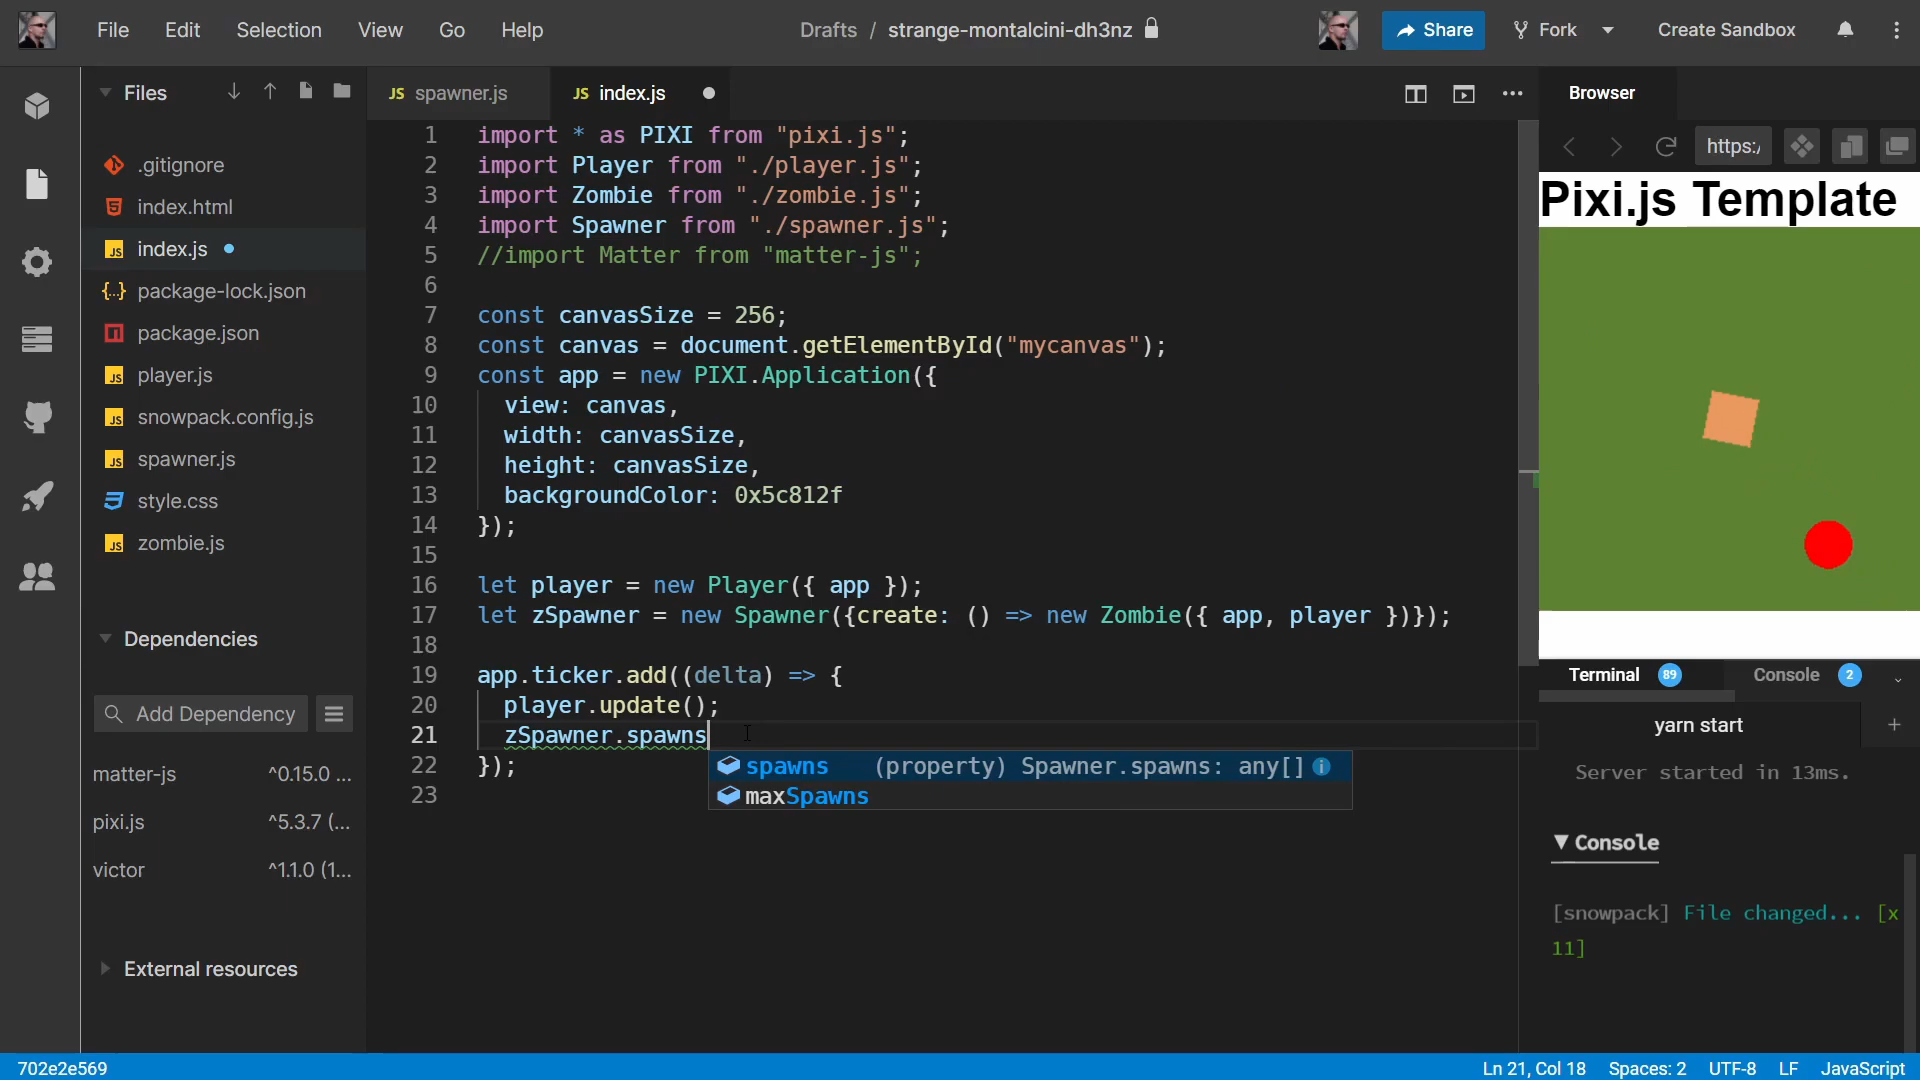 File Edit Selection View Go Help
Drafts / strange-montalcini-dh3nz
Share Fork Create Sandbox
Files
.gitignore
index.html
index.js
package-lock.json
package.json
player.js
snowpack.config.js
spawner.js
style.css
zombie.js
Dependencies
Add Dependency
matter-js ^0.15.0 ...
pixi.js ^5.3.7 (...
victor ^1.1.0 (1...
External resources
JS spawner.js JS index.js
1 import * as PIXI from "pixi.js";
2 import Player from "./player.js";
3 import Zombie from "./zombie.js";
4 import Spawner from "./spawner.js";
5 //import Matter from "matter-js";
6
7 const canvasSize = 256;
8 const canvas = document.getElementById("mycanvas");
9 const app = new PIXI.Application({
10 view: canvas,
11 width: canvasSize,
12 height: canvasSize,
13 backgroundColor: 0x5c812f
14 });
15
16 let player = new Player({ app });
17 let zSpawner = new Spawner({create: () => new Zombie({ app, player })});
18
19 app.ticker.add((delta) => {
20 player.update();
21 zSpawner.spawns
22 });
23
spawns (property) Spawner.spawns: any[]
maxSpawns
Browser
https:/
Pixi.js Template
Terminal 89 Console 2
yarn start
Server started in 13ms.
▼ Console
[snowpack] File changed... [x
11]
702e2e569
Ln 21, Col 18 Spaces: 2 UTF-8 LF JavaScript